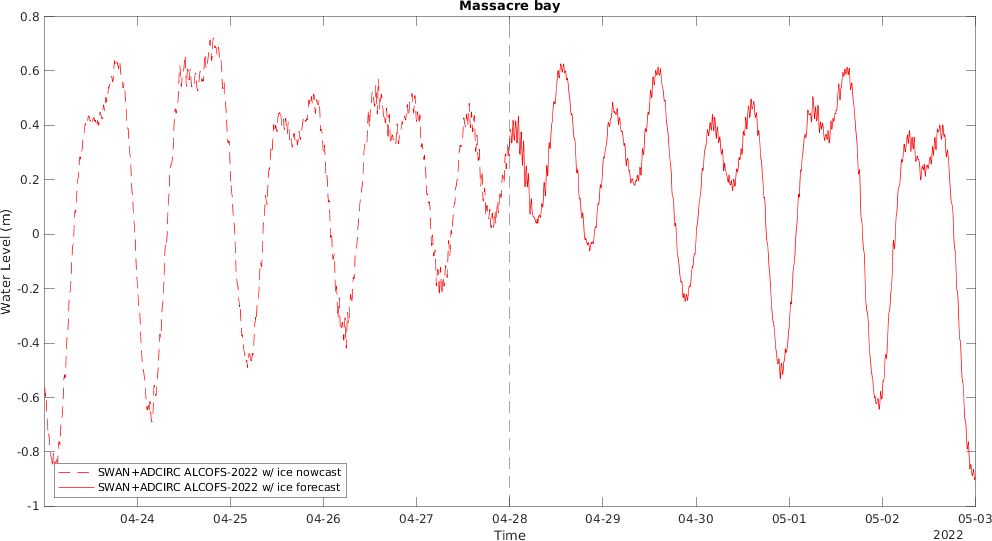 Massacre bay
0.8
0.6
0.4
0.2
0
-0.2
-0.4
-0.6
-0.8
-1
Water Level (m)
SWAN+ADCIRC ALCOFS-2022 w/ ice nowcast
SWAN+ADCIRC ALCOFS-2022 w/ ice forecast
04-24 04-25 04-26 04-27 04-28 04-29 04-30 05-01 05-02 05-03
Time
2022